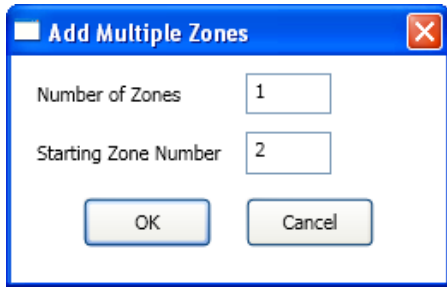 Add Multiple Zones
Number of Zones 1
Starting Zone Number 2
OK Cancel